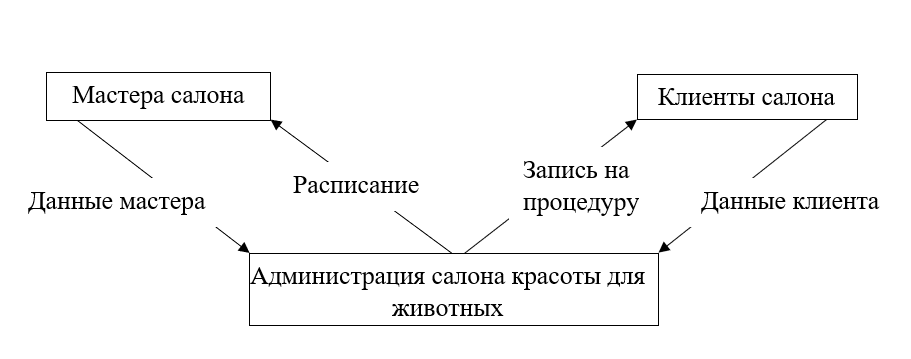 Мастера салона
Клиенты салона
Расписание
Запись на
процедуру
Данные мастера
Данные клиента
Администрация салона красоты для
животных